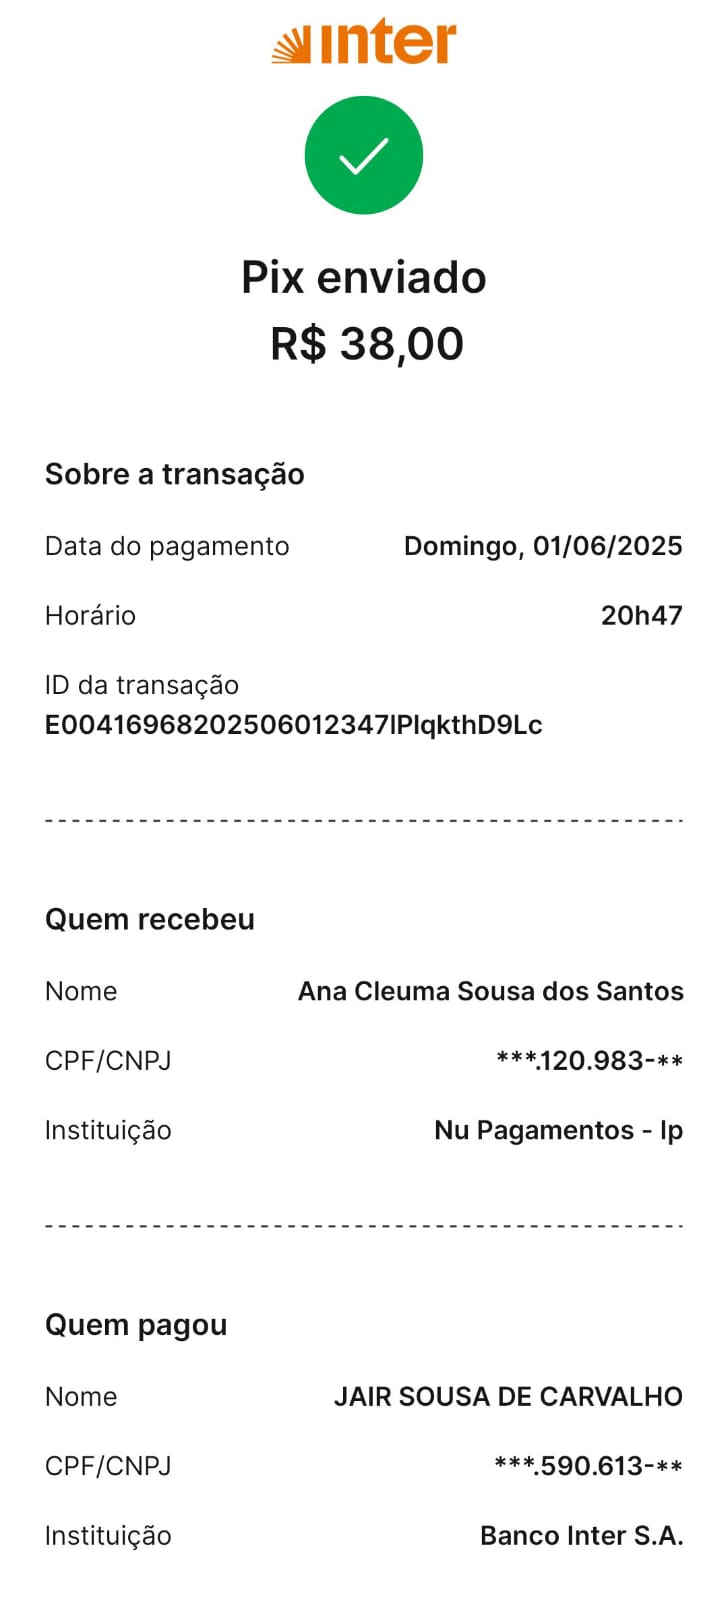 inter
Pix enviado
R$ 38,00
Sobre a transação
Data do pagamento Domingo, 01/06/2025
Horário 20h47
ID da transação
E00416968202506012347IPlqkthD9Lc
Quem recebeu
Nome Ana Cleuma Sousa dos Santos
CPF/CNPJ ***.120.983-**
Instituição Nu Pagamentos - Ip
Quem pagou
Nome JAIR SOUSA DE CARVALHO
CPF/CNPJ ***.590.613-**
Instituição Banco Inter S.A.